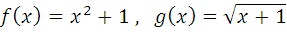 f(x) = x² + 1 , g(x) = √(x + 1)